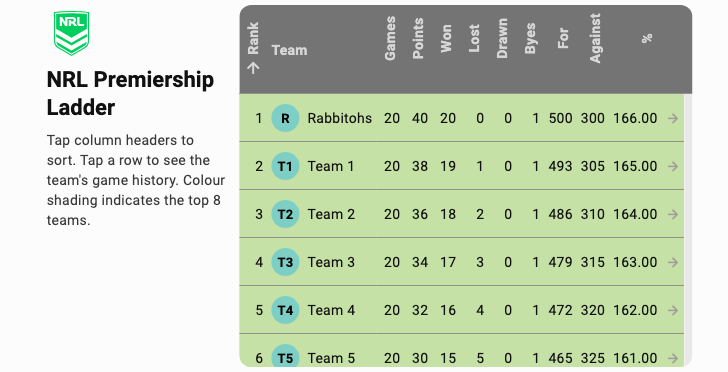 NRL
NRL Premiership
Ladder
Tap column headers to
sort. Tap a row to see the
team's game history. Colour
shading indicates the top 8
teams.
Rank Team Games Points Won Lost Drawn Byes For Against %
1 R Rabbitohs 20 40 20 0 0 1 500 300 166.00
2 T1 Team 1 20 38 19 1 0 1 493 305 165.00
3 T2 Team 2 20 36 18 2 0 1 486 310 164.00
4 T3 Team 3 20 34 17 3 0 1 479 315 163.00
5 T4 Team 4 20 32 16 4 0 1 472 320 162.00
6 T5 Team 5 20 30 15 5 0 1 465 325 161.00